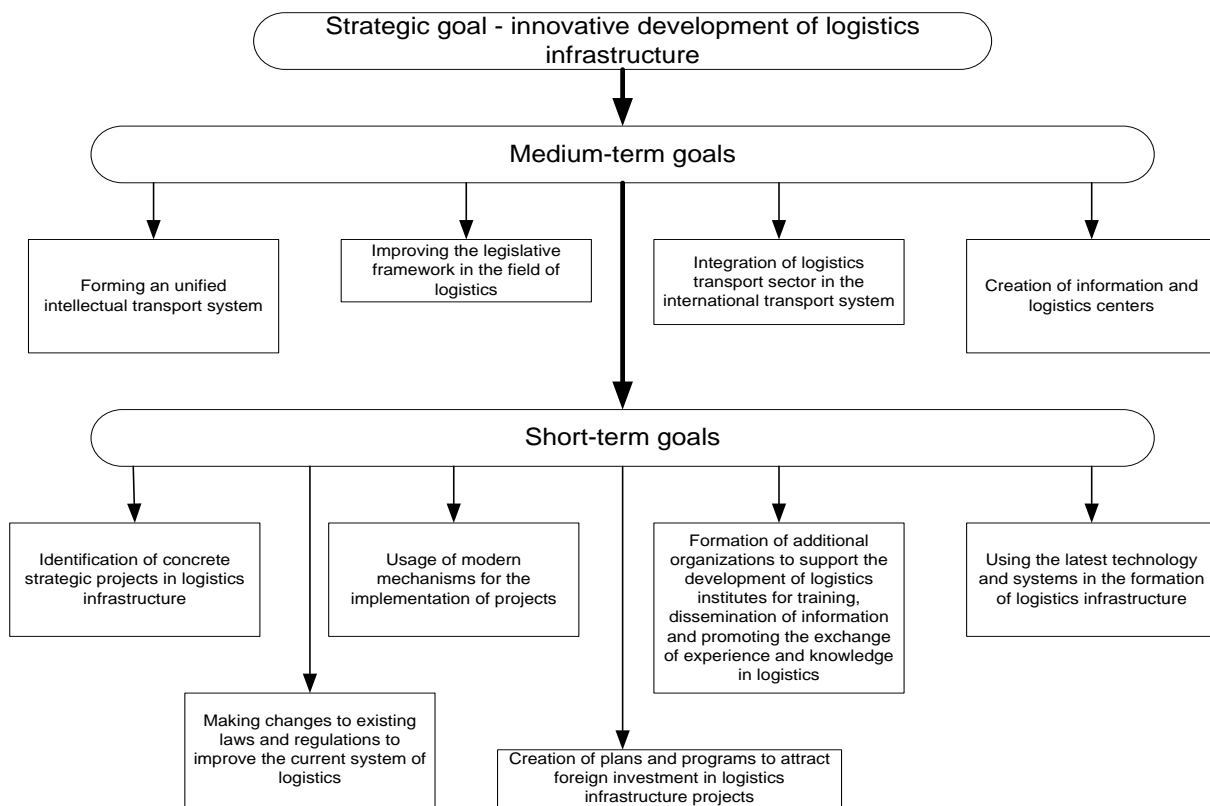 Strategic goal - innovative development of logistics
infrastructure
Medium-term goals
Forming an unified
intellectual transport system
Improving the legislative
framework in the field of
logistics
Integration of logistics
transport sector in the
international transport system
Creation of information and
logistics centers
Short-term goals
Identification of concrete
strategic projects in logistics
infrastructure
Usage of modern
mechanisms for the
implementation of projects
Formation of additional
organizations to support the
development of logistics
institutes for training,
dissemination of information
and promoting the exchange
of experience and knowledge
in logistics
Using the latest technology
and systems in the formation
of logistics infrastructure
Making changes to existing
laws and regulations to
improve the current system of
logistics
Creation of plans and programs to attract
foreign investment in logistics
infrastructure projects